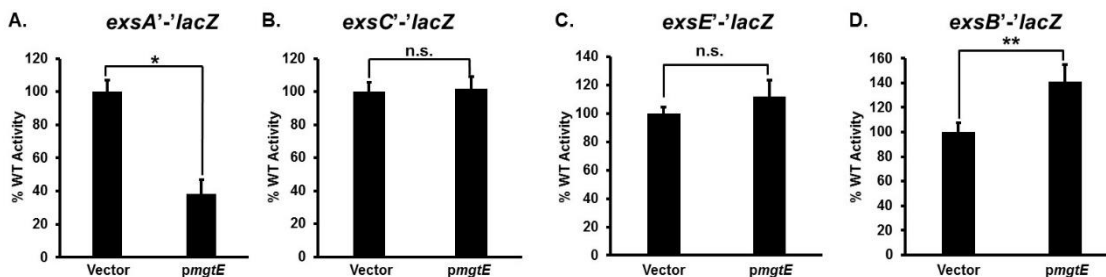 A. exsA'-'lacZ
% WT Activity
120
100
80
60
40
20
0
*
Vector pmgtE
B. exsC'-'lacZ
% WT Activity
120
100
80
60
40
20
0
n.s.
Vector pmgtE
C. exsE'-'lacZ
% WT Activity
140
120
100
80
60
40
20
0
n.s.
Vector pmgtE
D. exsB'-'lacZ
% WT Activity
160
140
120
100
80
60
40
20
0
**
Vector pmgtE